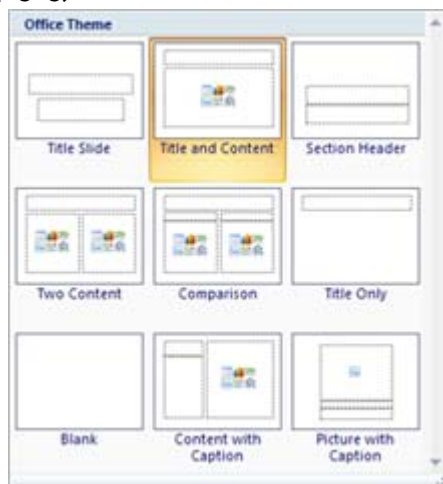 Office Theme
Title Slide
Title and Content
Section Header
Two Content
Comparison
Title Only
Blank
Content with
Caption
Picture with
Caption